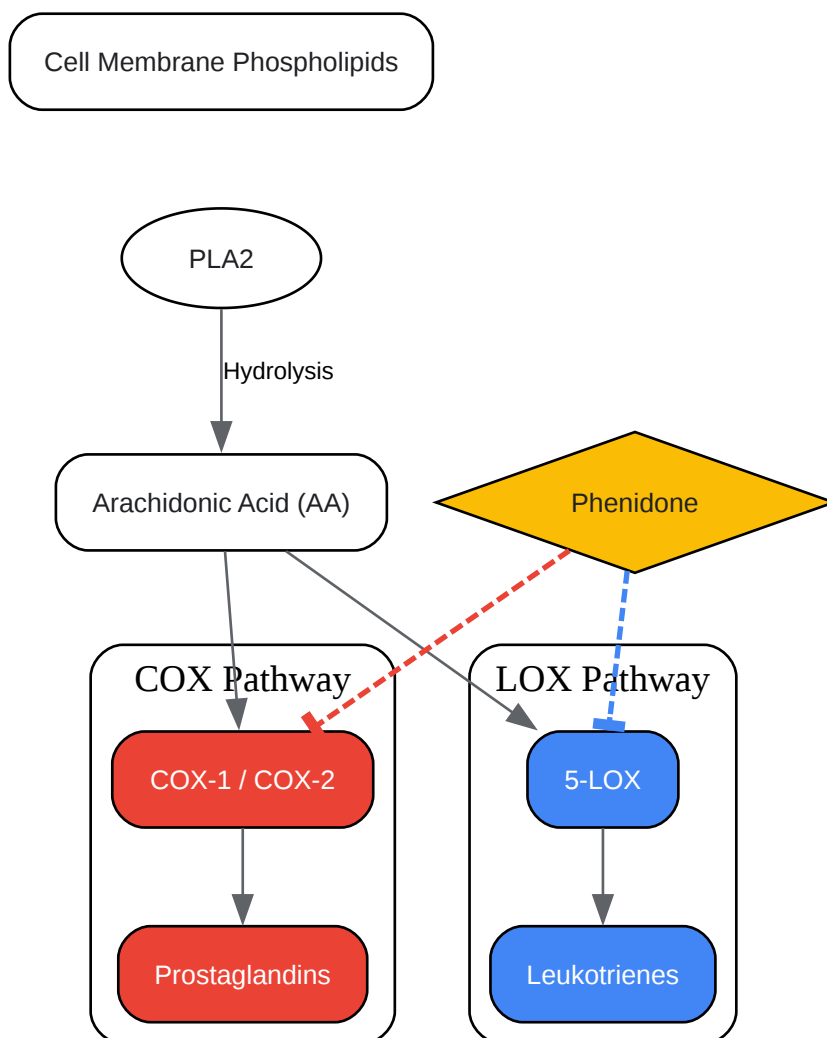 Cell Membrane Phospholipids
PLA2
Hydrolysis
Arachidonic Acid (AA)
Phenidone
COX Pathway
LOX Pathway
COX-1 / COX-2
5-LOX
Prostaglandins
Leukotrienes